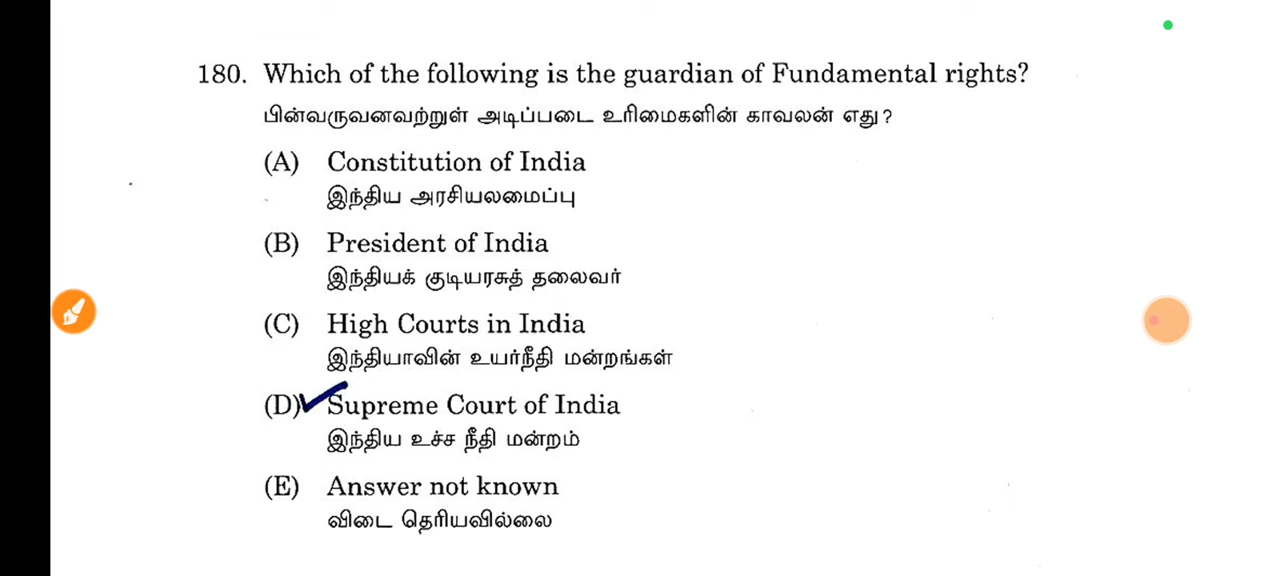 180. Which of the following is the guardian of Fundamental rights?
பின்வருவனவற்றுள் அடிப்படை உரிமைகளின் காவலன் எது?
(A) Constitution of India
இந்திய அரசியலமைப்பு
(B) President of India
இந்தியக் குடியரசுத் தலைவர்
(C) High Courts in India
இந்தியாவின் உயர்நீதி மன்றங்கள்
(D) Supreme Court of India
இந்திய உச்ச நீதி மன்றம்
(E) Answer not known
விடை தெரியவில்லை